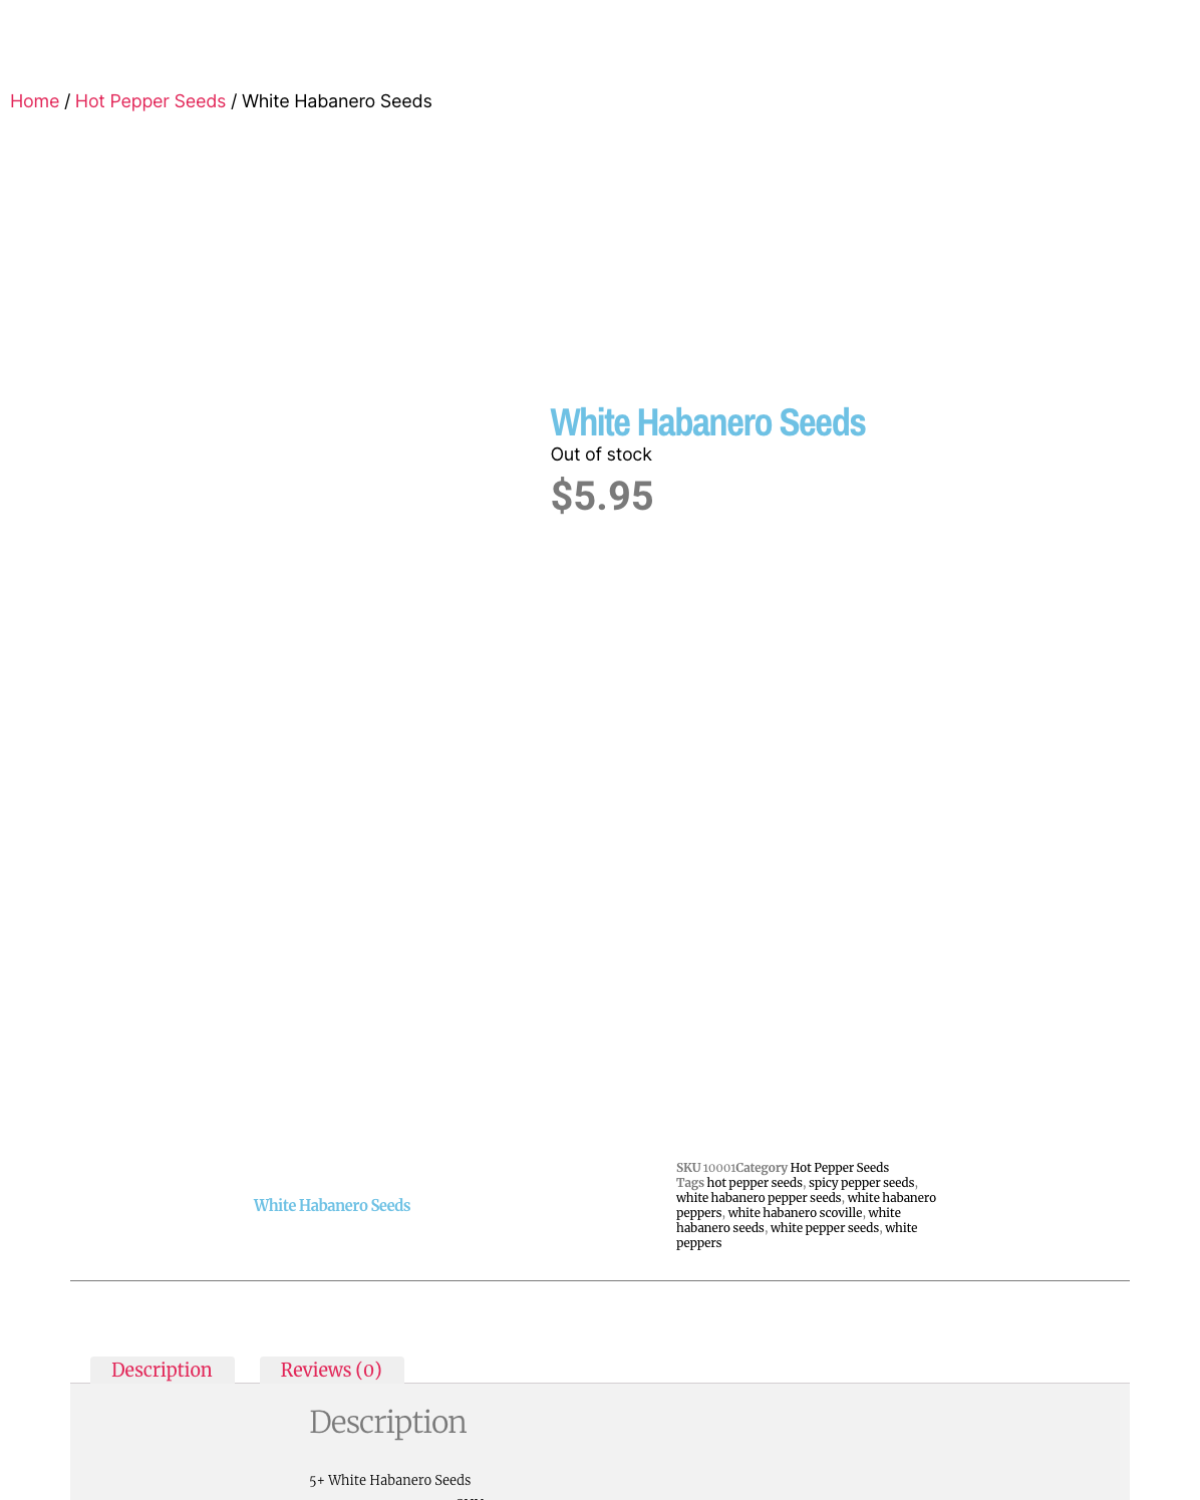 Home / Hot Pepper Seeds / White Habanero Seeds
White Habanero Seeds
Out of stock
$5.95
White Habanero Seeds
SKU 10001Category Hot Pepper Seeds
Tags hot pepper seeds, spicy pepper seeds,
white habanero pepper seeds, white habanero
peppers, white habanero scoville, white
habanero seeds, white pepper seeds, white
peppers
Description
Reviews (0)
Description
5+ White Habanero Seeds